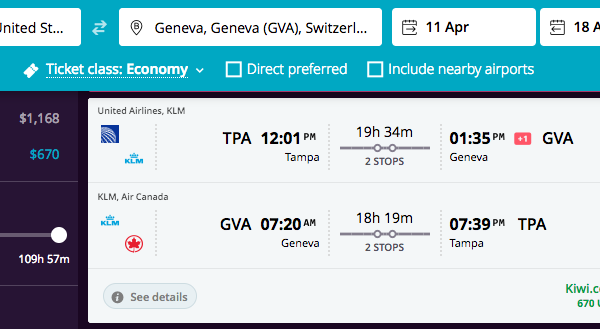 United St...
Geneva, Geneva (GVA), Switzerl...
11 Apr
18 A
Ticket class: Economy
Direct preferred
Include nearby airports
$1,168
$670
109h 57m
United Airlines, KLM
KLM
TPA 12:01 PM
Tampa
19h 34m
2 STOPS
01:35 PM +1 GVA
Geneva
KLM, Air Canada
KLM
GVA 07:20 AM
Geneva
18h 19m
2 STOPS
07:39 PM TPA
Tampa
i See details
Kiwi.c
670 U